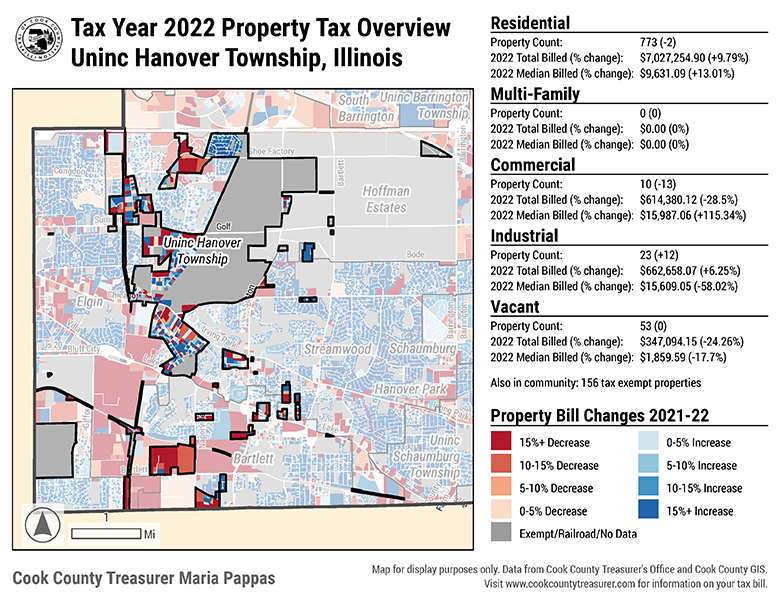 Tax Year 2022 Property Tax Overview
Uninc Hanover Township, Illinois
Residential
Property Count: 773 (-2)
2022 Total Billed (% change): $7,027,254.90 (+9.79%)
2022 Median Billed (% change): $9,631.09 (+13.01%)
Multi-Family
Property Count: 0 (0)
2022 Total Billed (% change): $0.00 (0%)
2022 Median Billed (% change): $0.00 (0%)
Commercial
Property Count: 10 (-13)
2022 Total Billed (% change): $614,380.12 (-28.5%)
2022 Median Billed (% change): $15,987.06 (+115.34%)
Industrial
Property Count: 23 (+12)
2022 Total Billed (% change): $662,658.07 (+6.25%)
2022 Median Billed (% change): $15,609.05 (-58.02%)
Vacant
Property Count: 53 (0)
2022 Total Billed (% change): $347,094.15 (-24.26%)
2022 Median Billed (% change): $1,859.59 (-17.7%)
Also in community: 156 tax exempt properties
Property Bill Changes 2021-22
15%+ Decrease
0-5% Increase
10-15% Decrease
5-10% Increase
5-10% Decrease
10-15% Increase
0-5% Decrease
15%+ Increase
Exempt/Railroad/No Data
South
Barrington
Uninc Barrington
Township
Shoe Factory
Bartlett
Hoffman
Estates
Golf
Uninc Hanover
Township
Bode
Elgin
Streamwood
Schaumburg
Bluff City
Hanover Park
Bartlett
Uninc
Schaumburg
Township
1
Mi
Cook County Treasurer Maria Pappas
Map for display purposes only. Data from Cook County Treasurer's Office and Cook County GIS.
Visit www.cookcountytreasurer.com for information on your tax bill.